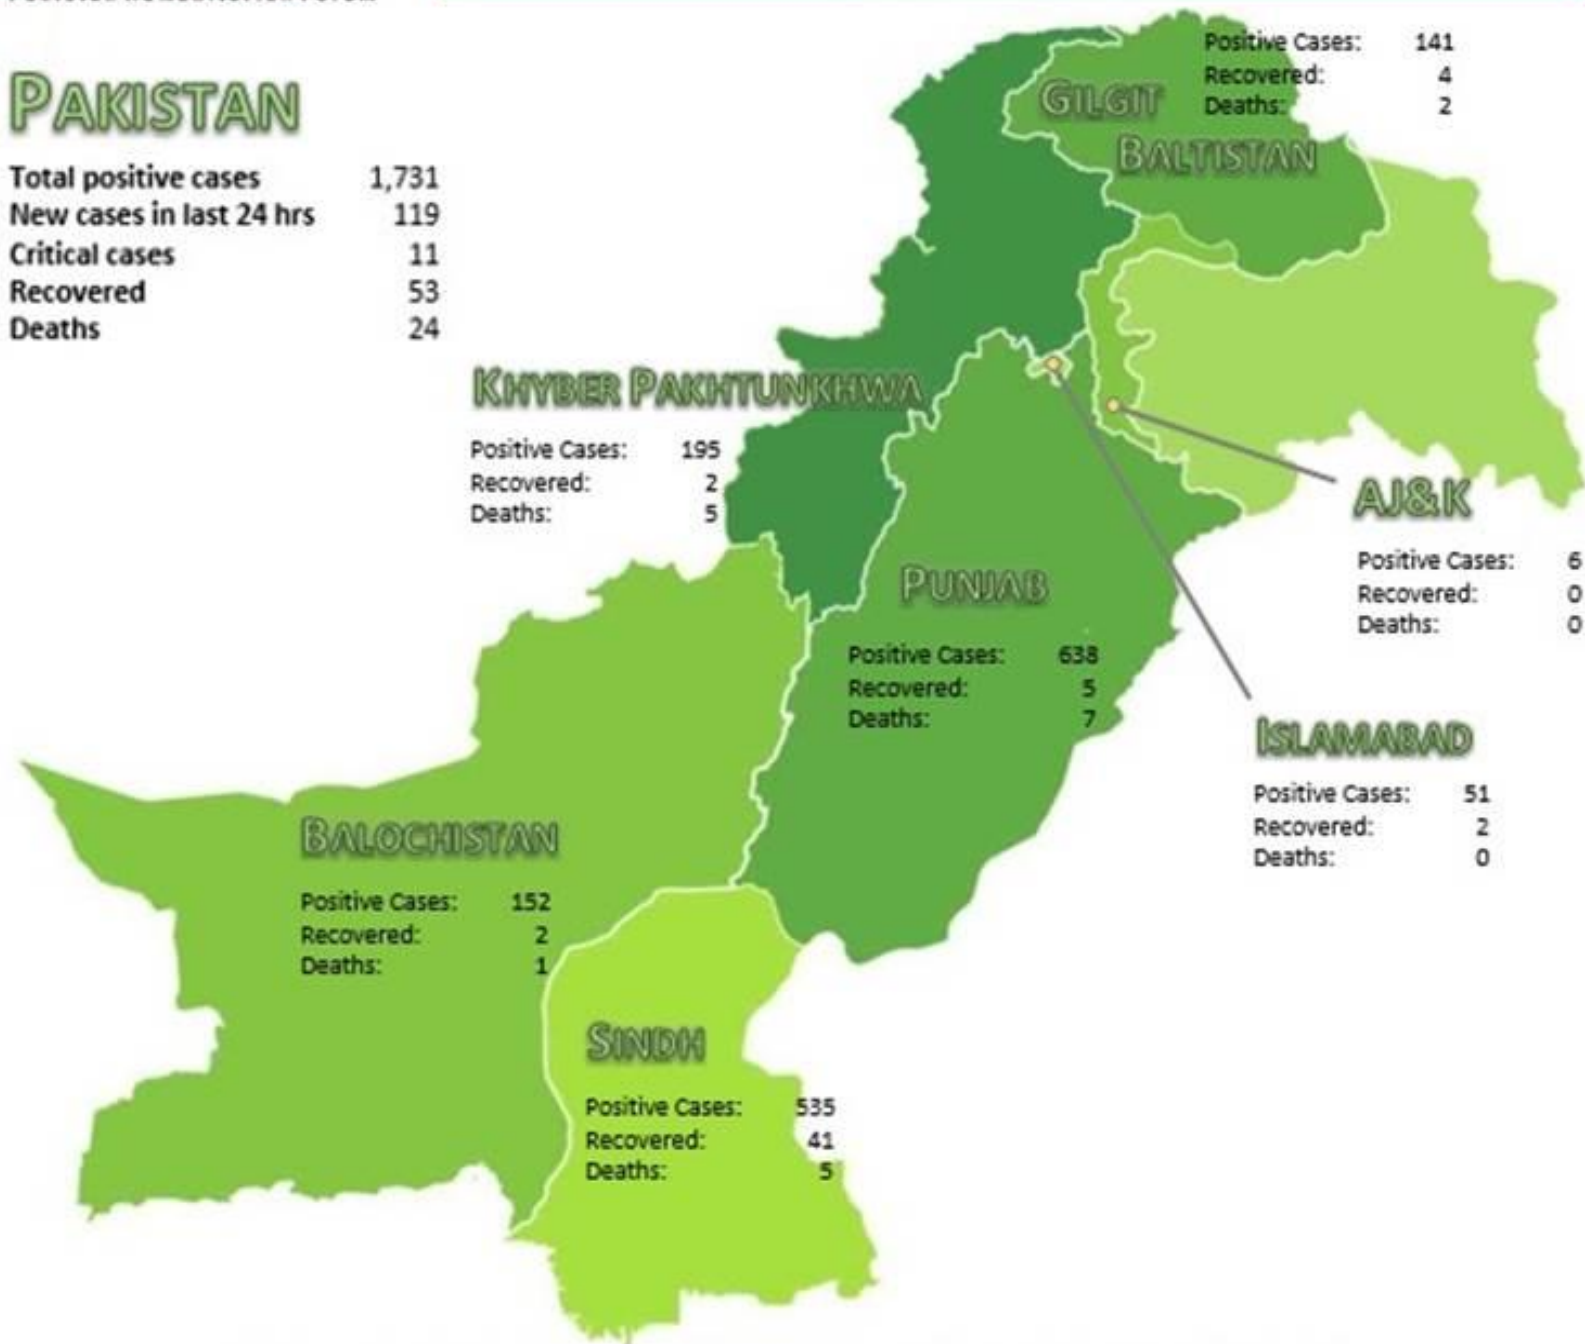 PAKISTAN
Total positive cases 1,731
New cases in last 24 hrs 119
Critical cases 11
Recovered 53
Deaths 24
Positive Cases: 141
Recovered: 4
Deaths: 2
GILGIT
BALTISTAN
KHYBER PAKHTUNKHWA
Positive Cases: 195
Recovered: 2
Deaths: 5
AJ&K
Positive Cases: 6
Recovered: 0
Deaths: 0
PUNJAB
Positive Cases: 638
Recovered: 5
Deaths: 7
ISLAMABAD
Positive Cases: 51
Recovered: 2
Deaths: 0
BALOCHISTAN
Positive Cases: 152
Recovered: 2
Deaths: 1
SINDH
Positive Cases: 535
Recovered: 41
Deaths: 5